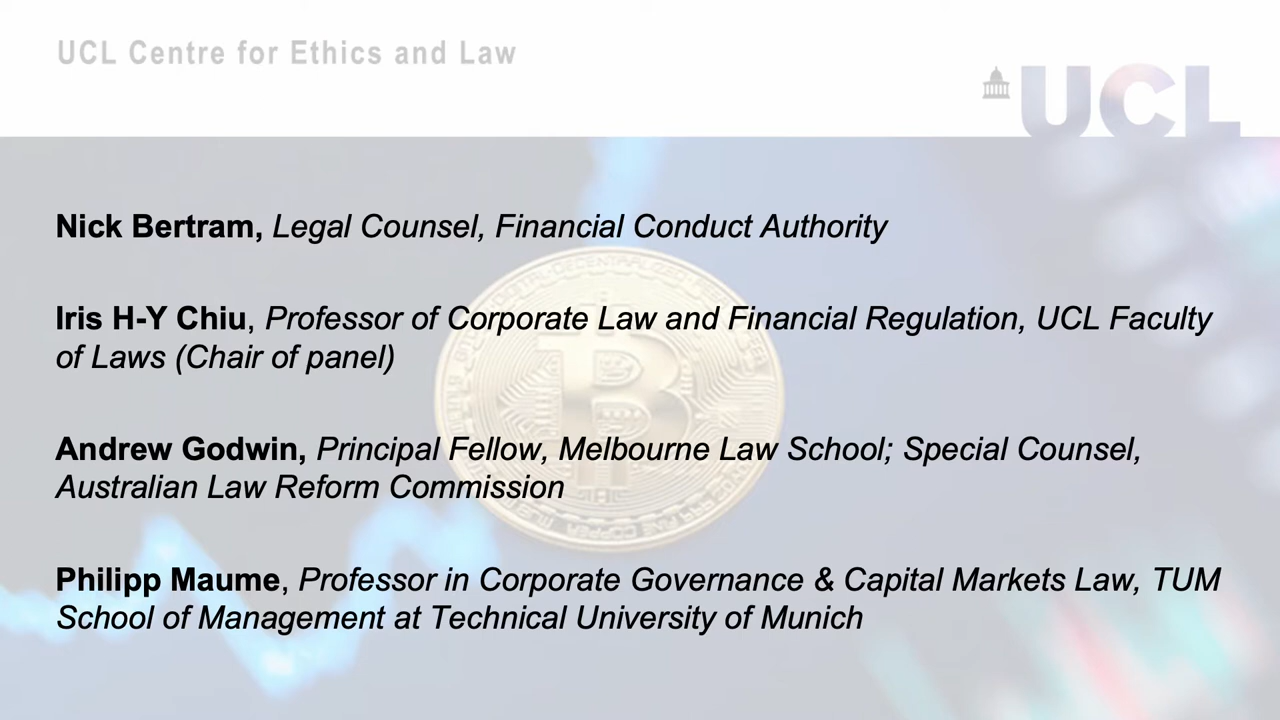 UCL Centre for Ethics and Law
UCL
Nick Bertram, Legal Counsel, Financial Conduct Authority
Iris H-Y Chiu, Professor of Corporate Law and Financial Regulation, UCL Faculty
of Laws (Chair of panel)
Andrew Godwin, Principal Fellow, Melbourne Law School; Special Counsel,
Australian Law Reform Commission
Philipp Maume, Professor in Corporate Governance & Capital Markets Law, TUM
School of Management at Technical University of Munich